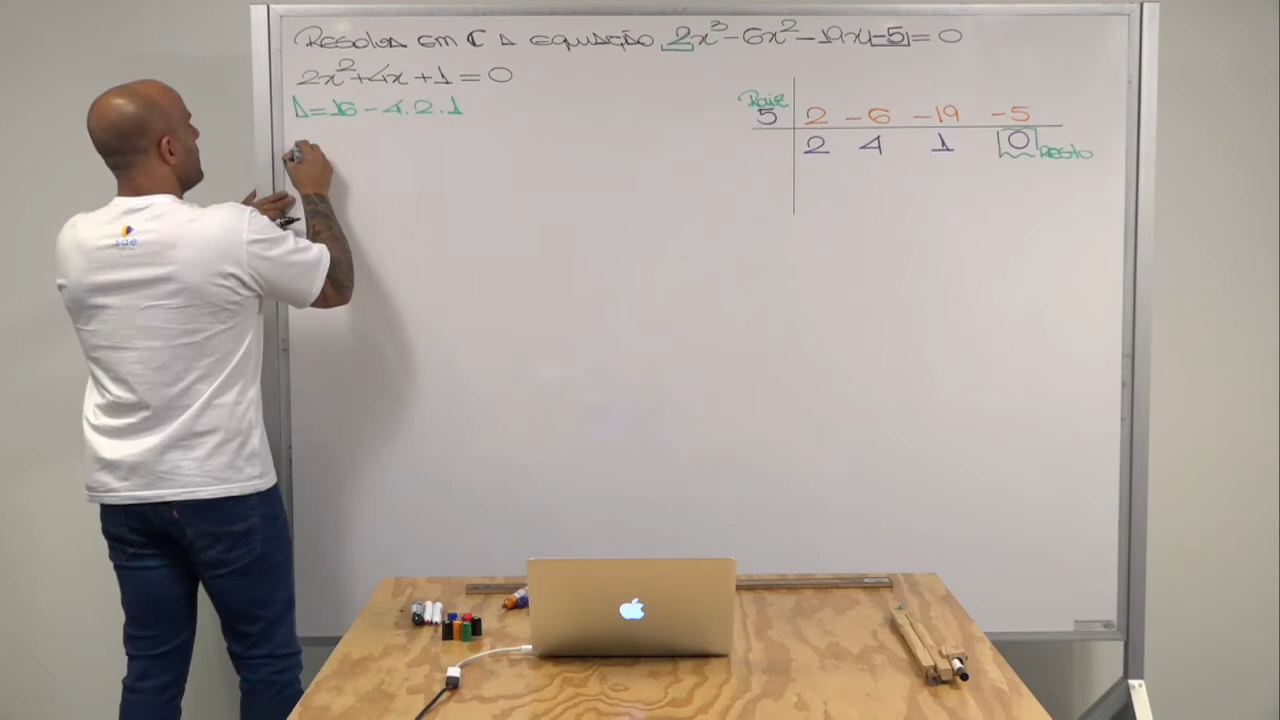 Resolva em ℂ a equação 2x³-6x²-19x-5=0
2x²+4x+1=0
Δ=16-4.2.1
Raiz
5 2 -6 -19 -5
2 4 1 0 Resto
sae